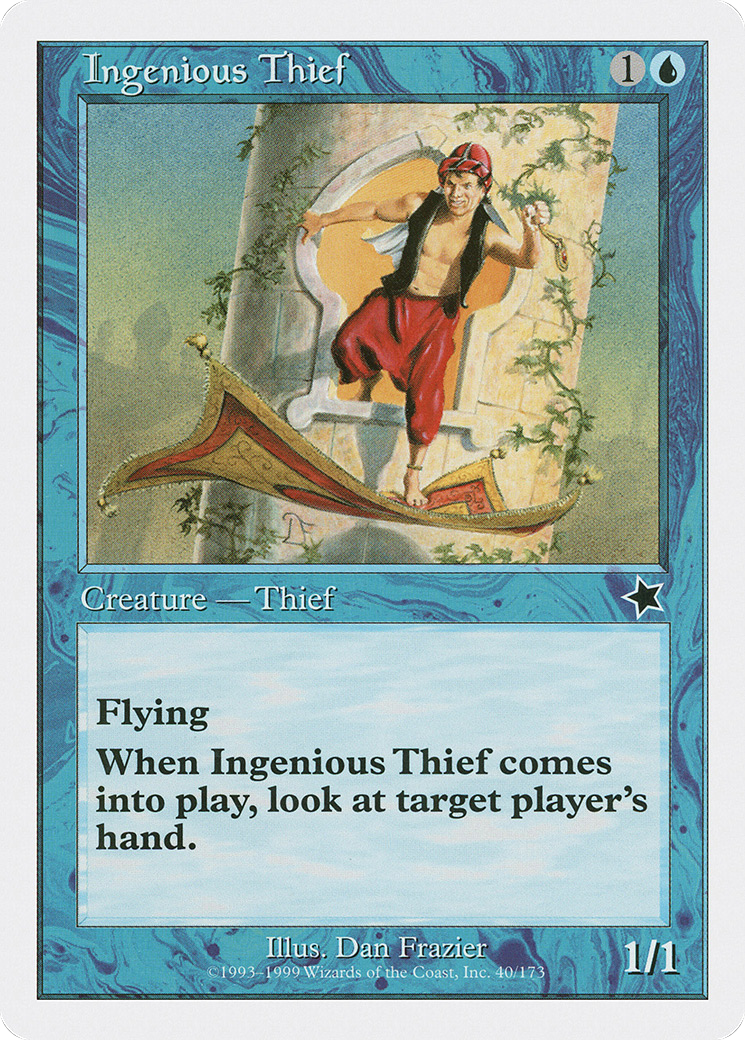 Ingenious Thief 1
DF
Creature — Thief
Flying
When Ingenious Thief comes
into play, look at target player's
hand.
Illus. Dan Frazier
1/1
©1993–1999 Wizards of the Coast, Inc. 40/173